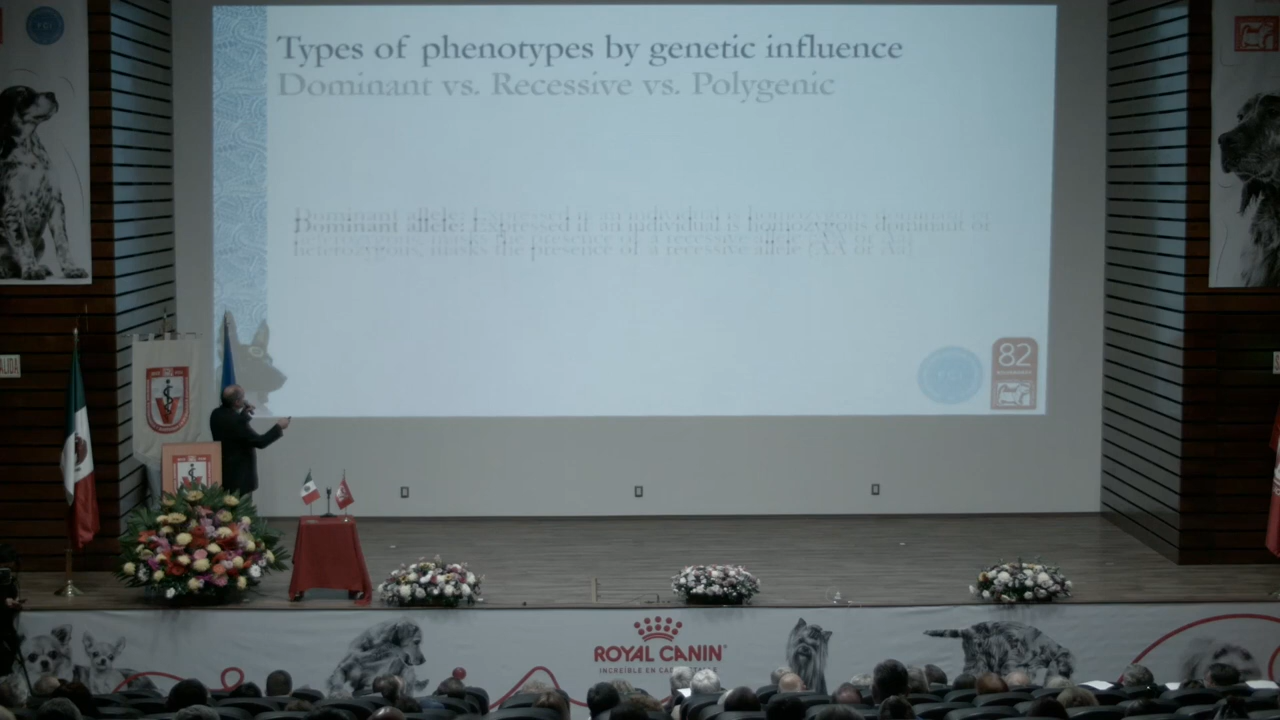 Types of phenotypes by genetic influence
Dominant vs. Recessive vs. Polygenic
Dominant allele: Expressed if an individual is homozygous dominant or
heterozygous, masks the presence of a recessive allele (AA or Aa)
FCI
82
ROYAL CANIN